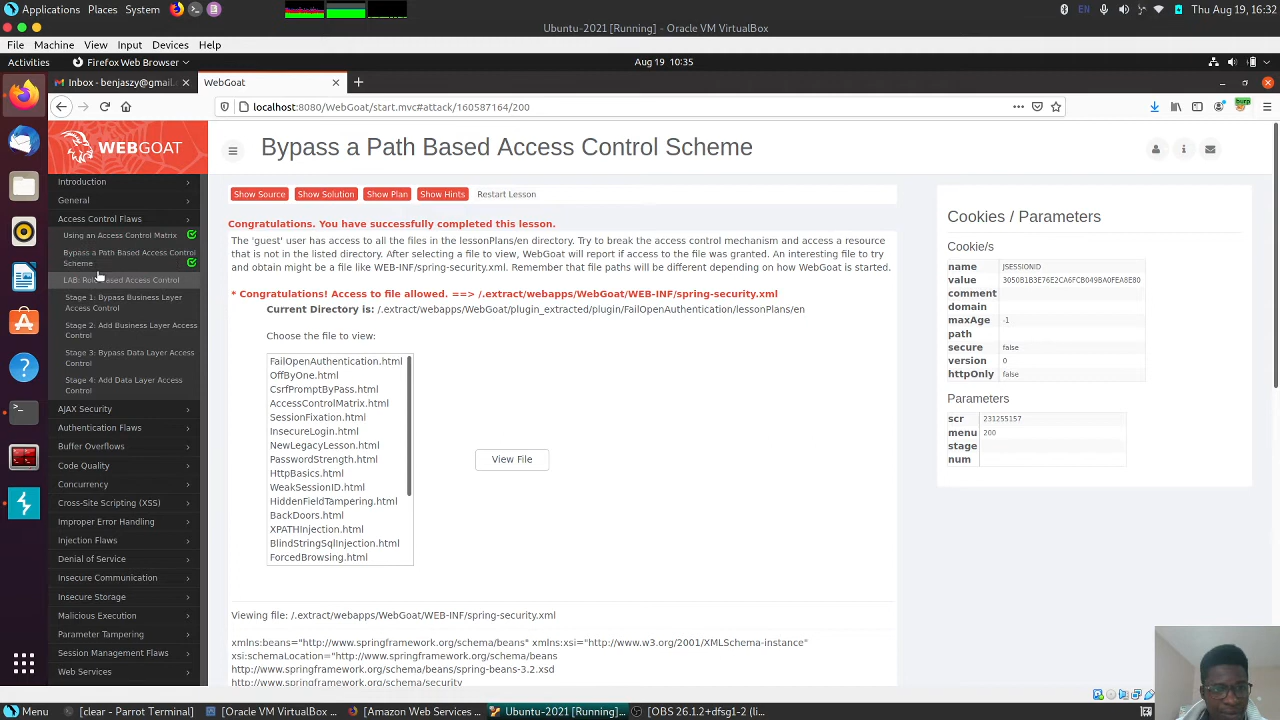 EN
Thu Aug 19, 16:32
Ubuntu-2021 [Running] - Oracle VM VirtualBox
File Machine View Input Devices Help
Activities Firefox Web Browser
Aug 19 10:35
Inbox - benjaszy@gmail.
WebGoat
localhost:8080/WebGoat/start.mvc#attack/160587164/200
burp
WEBGOAT
Bypass a Path Based Access Control Scheme
Introduction
General
Access Control Flaws
Using an Access Control Matrix
Bypass a Path Based Access Control
Scheme
LAB: Role Based Access Control
Stage 1: Bypass Business Layer
Access Control
Stage 2: Add Business Layer Access
Control
Stage 3: Bypass Data Layer Access
Control
Stage 4: Add Data Layer Access
Control
AJAX Security
Authentication Flaws
Buffer Overflows
Code Quality
Concurrency
Cross-Site Scripting (XSS)
Improper Error Handling
Injection Flaws
Denial of Service
Insecure Communication
Insecure Storage
Malicious Execution
Parameter Tampering
Session Management Flaws
Web Services
Show Source Show Solution Show Plan Show Hints Restart Lesson
Congratulations. You have successfully completed this lesson.
The 'guest' user has access to all the files in the lessonPlans/en directory. Try to break the access control mechanism and access a resource
that is not in the listed directory. After selecting a file to view, WebGoat will report if access to the file was granted. An interesting file to try
and obtain might be a file like WEB-INF/spring-security.xml. Remember that file paths will be different depending on how WebGoat is started.
* Congratulations! Access to file allowed. ==> /.extract/webapps/WebGoat/WEB-INF/spring-security.xml
Current Directory is: /.extract/webapps/WebGoat/plugin_extracted/plugin/FailOpenAuthentication/lessonPlans/en
Choose the file to view:
FailOpenAuthentication.html
OffByOne.html
CsrfPromptByPass.html
AccessControlMatrix.html
SessionFixation.html
InsecureLogin.html
NewLegacyLesson.html
PasswordStrength.html
HttpBasics.html
WeakSessionID.html
HiddenFieldTampering.html
BackDoors.html
XPATHInjection.html
BlindStringSqlInjection.html
ForcedBrowsing.html
View File
Viewing file: /.extract/webapps/WebGoat/WEB-INF/spring-security.xml
xmlns:beans="http://www.springframework.org/schema/beans" xmlns:xsi="http://www.w3.org/2001/XMLSchema-instance"
xsi:schemaLocation="http://www.springframework.org/schema/beans
http://www.springframework.org/schema/beans/spring-beans-3.2.xsd
http://www.springframework.org/schema/security
Cookies / Parameters
Cookie/s
name JSESSIONID
value 3050B1B3E76E2CA6FCB049BA0FEA8E80
comment
domain
maxAge -1
path
secure false
version 0
httpOnly false
Parameters
scr 231255157
menu 200
stage
num
Menu
[clear - Parrot Terminal]
[Oracle VM VirtualBox ...
[Amazon Web Services ...
Ubuntu-2021 [Running]...
[OBS 26.1.2+dfsg1-2 (li...